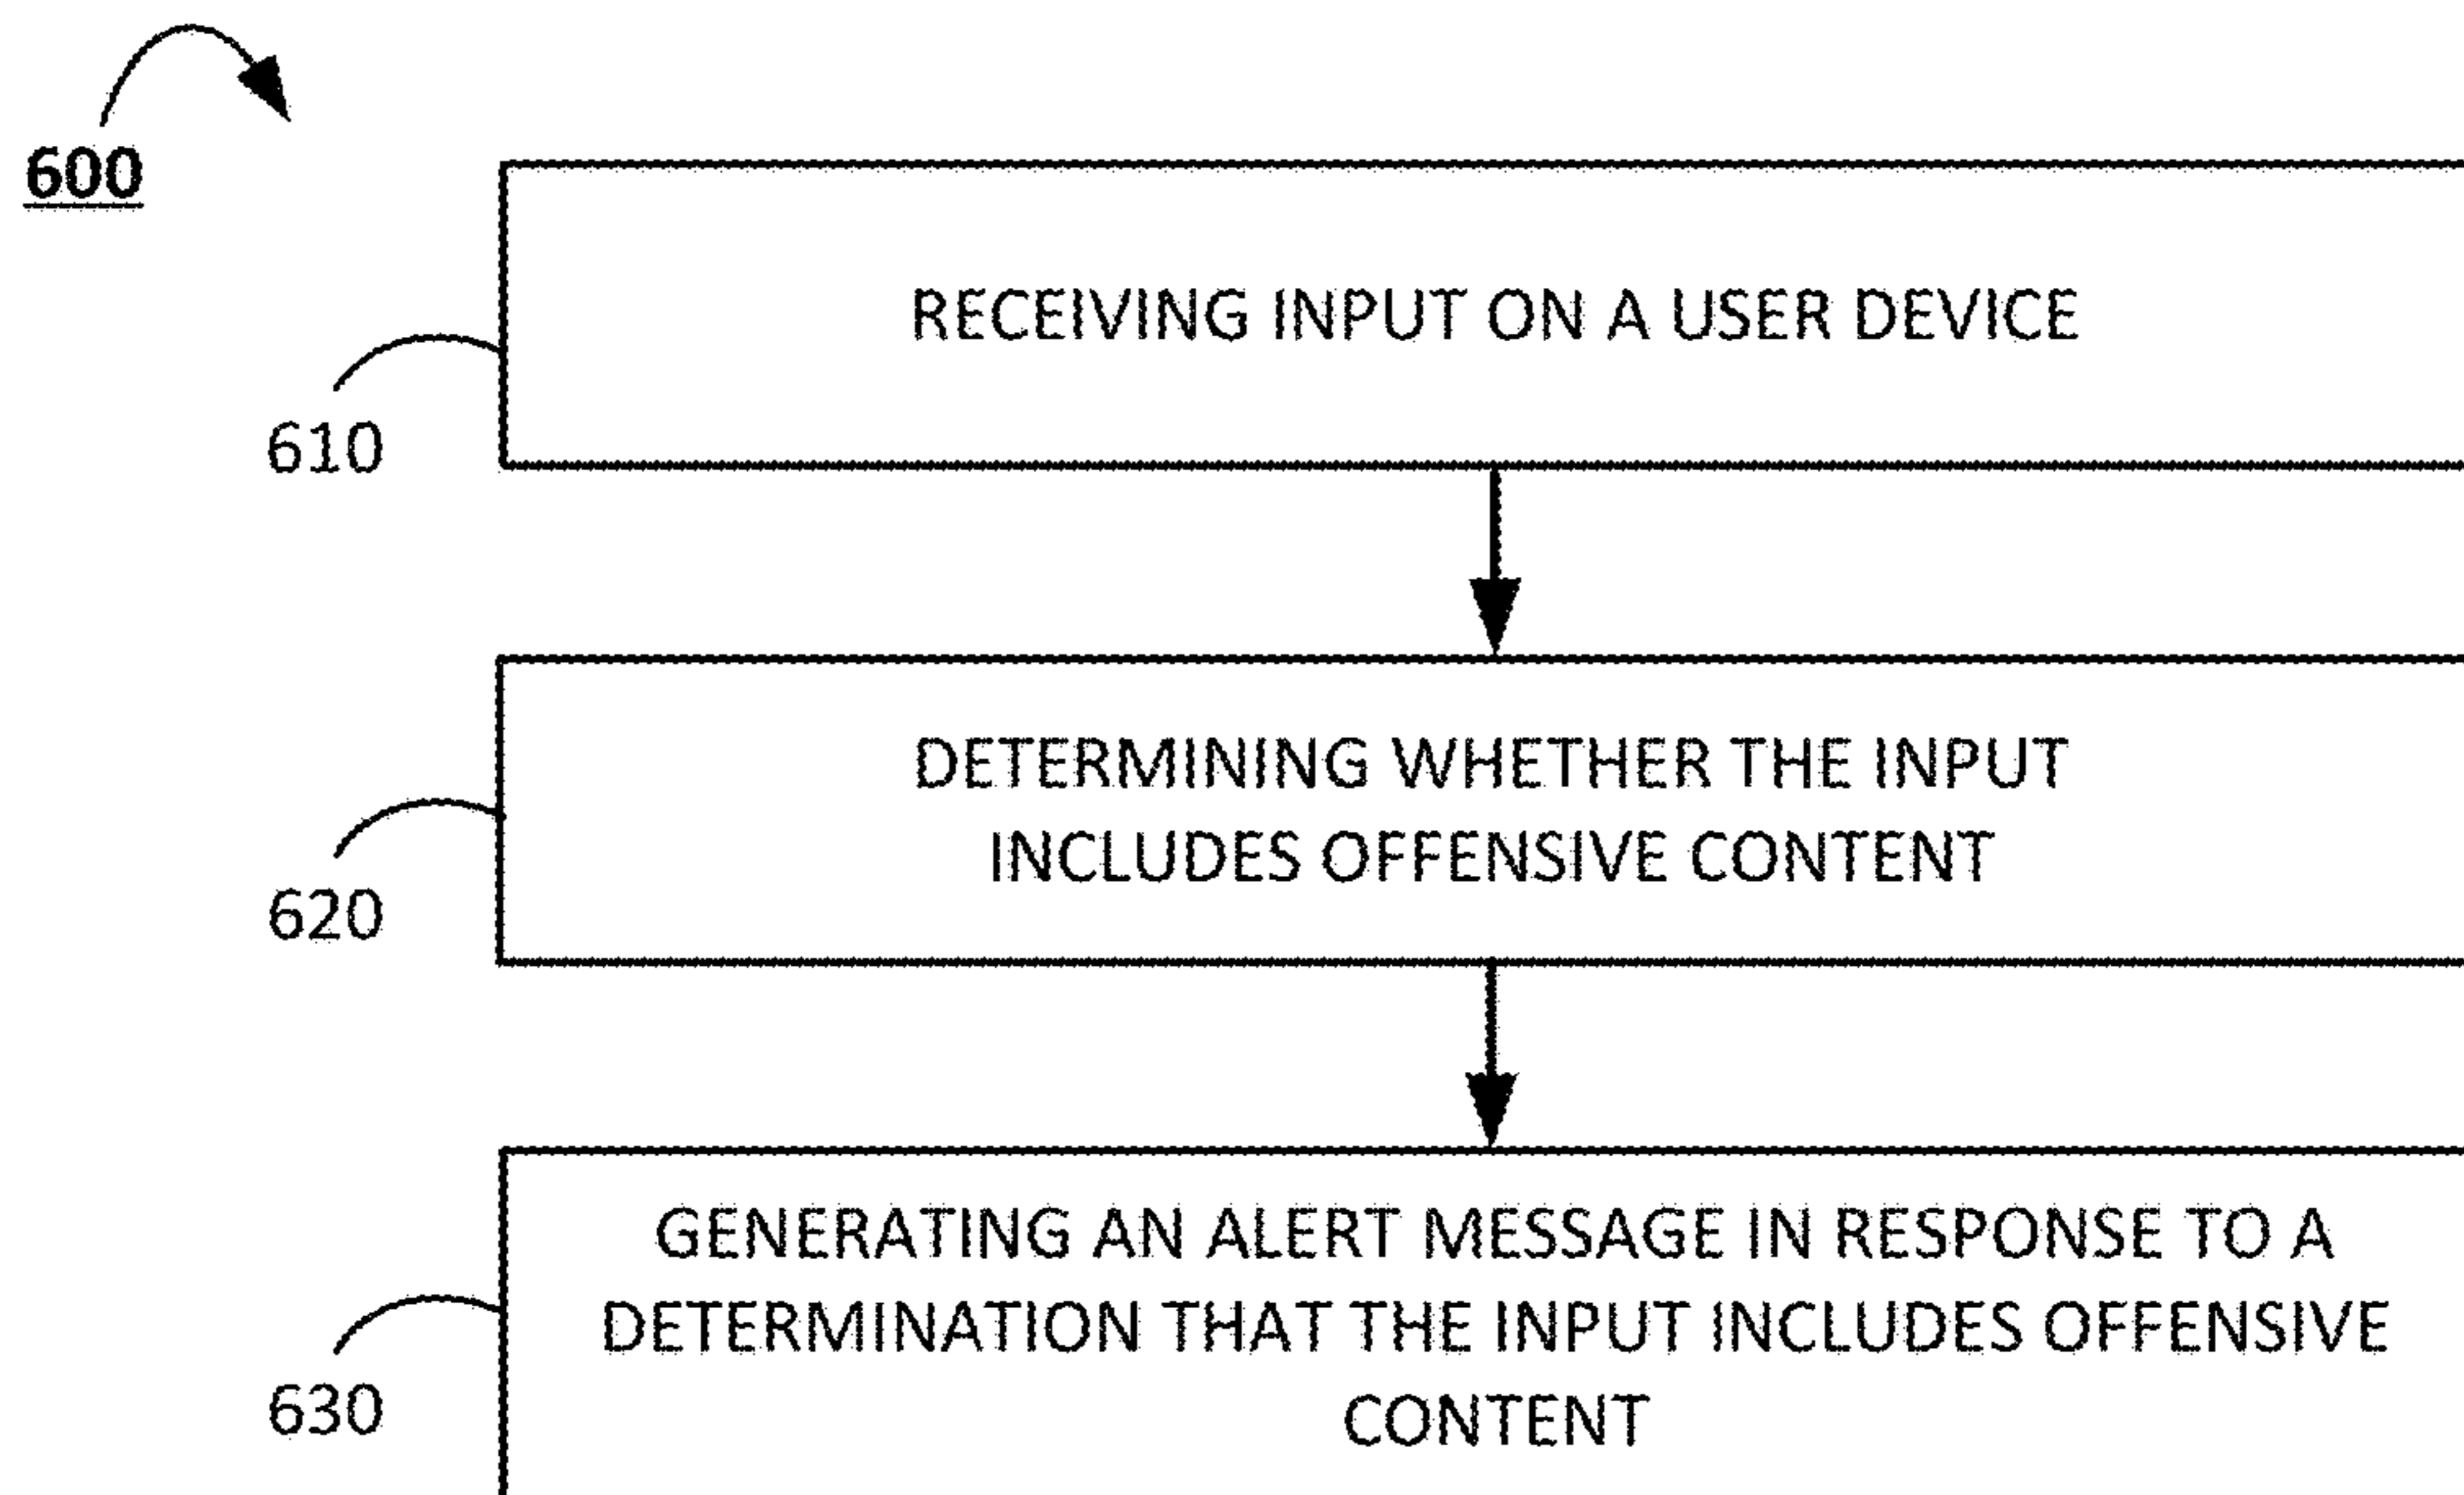 600
RECEIVING INPUT ON A USER DEVICE
610
DETERMINING WHETHER THE INPUT
INCLUDES OFFENSIVE CONTENT
620
GENERATING AN ALERT MESSAGE IN RESPONSE TO A
DETERMINATION THAT THE INPUT INCLUDES OFFENSIVE
CONTENT
630